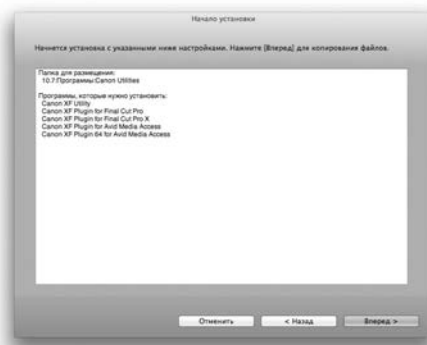 Начало установки
Начнется установка с указанными ниже настройками. Нажмите [Вперед] для копирования файлов.
Папка для размещения:
10.7:Программы:Canon Utilities
Программы, которые нужно установить:
Canon XF Utility
Canon XF Plugin for Final Cut Pro
Canon XF Plugin for Final Cut Pro X
Canon XF Plugin for Avid Media Access
Canon XF Plugin 64 for Avid Media Access
Отменить
< Назад
Вперед >